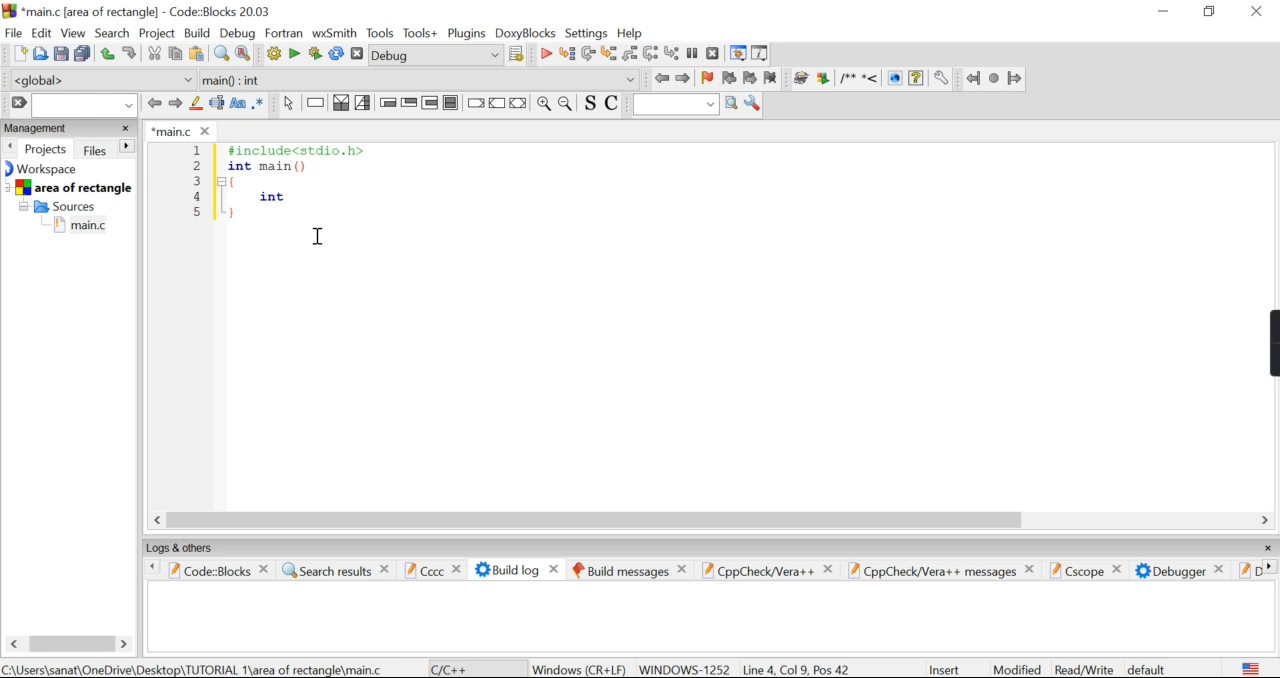 *main.c [area of rectangle] - Code::Blocks 20.03
File Edit View Search Project Build Debug Fortran wxSmith Tools Tools+ Plugins DoxyBlocks Settings Help
Debug
<global> main() : int /** *<
Aa .* S C
Management
*main.c
Projects Files
Workspace
area of rectangle
Sources
main.c
1 #include<stdio.h>
2 int main()
3 {
4 int
5 }
Logs & others
Code::Blocks Search results Cccc Build log Build messages CppCheck/Vera++ CppCheck/Vera++ messages Cscope Debugger D
C:\Users\sanat\OneDrive\Desktop\TUTORIAL 1\area of rectangle\main.c C/C++ Windows (CR+LF) WINDOWS-1252 Line 4, Col 9, Pos 42 Insert Modified Read/Write default